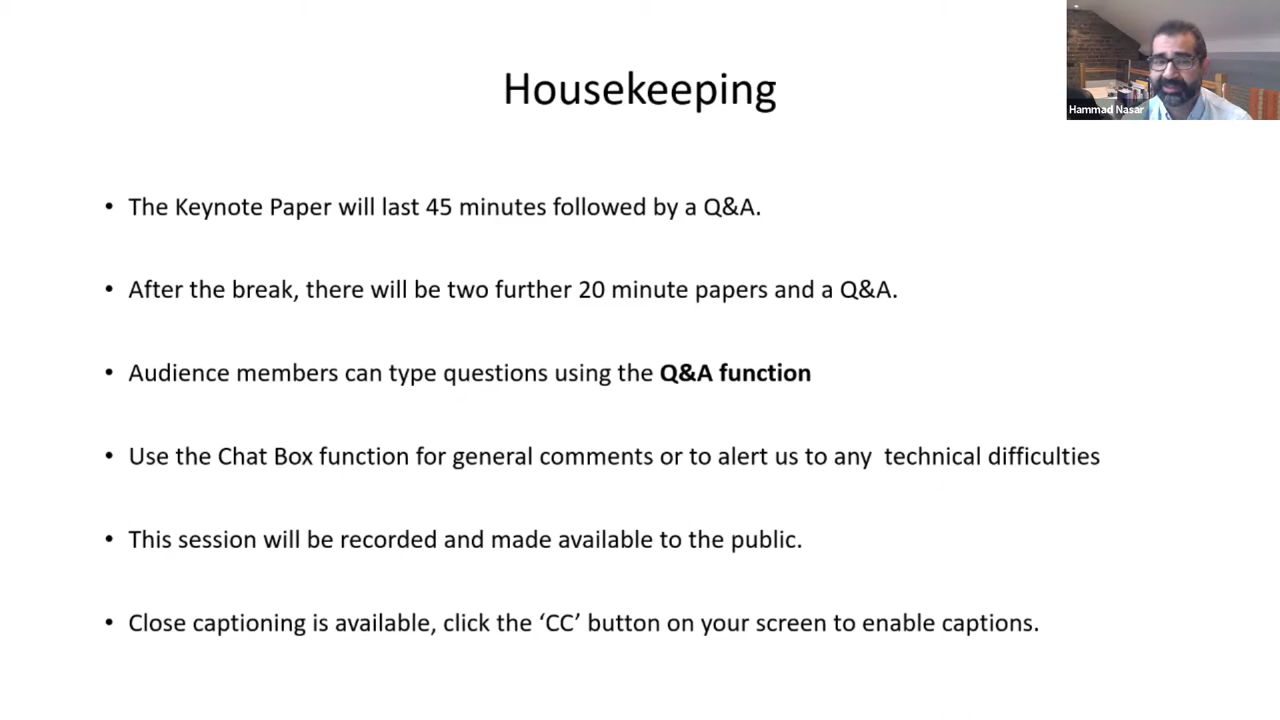 Housekeeping
Hammad Nasar
• The Keynote Paper will last 45 minutes followed by a Q&A.
• After the break, there will be two further 20 minute papers and a Q&A.
• Audience members can type questions using the Q&A function
• Use the Chat Box function for general comments or to alert us to any  technical difficulties
• This session will be recorded and made available to the public.
• Close captioning is available, click the ‘CC’ button on your screen to enable captions.